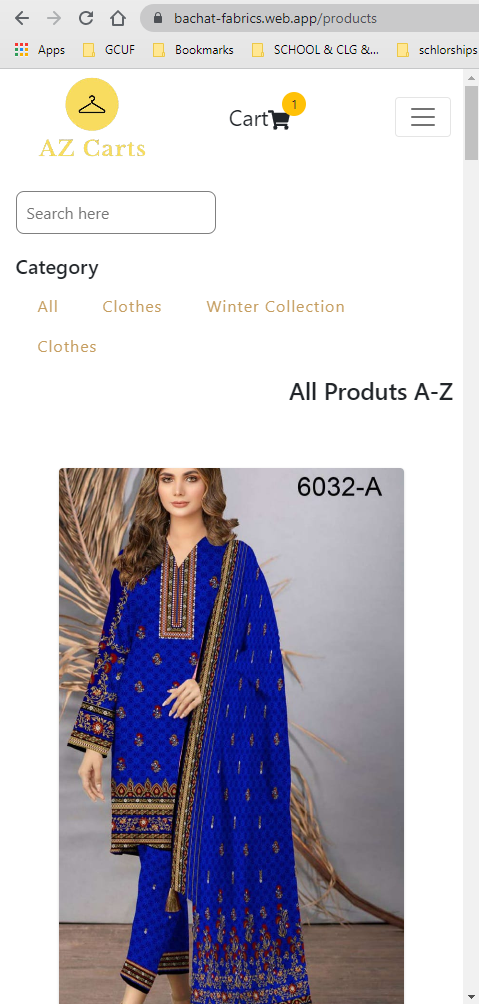 bachat-fabrics.web.app/products
Apps GCUF Bookmarks SCHOOL & CLG &... schlorships
1
Cart
AZ Carts
Search here
Category
All Clothes Winter Collection
Clothes
All Produts A-Z
6032-A